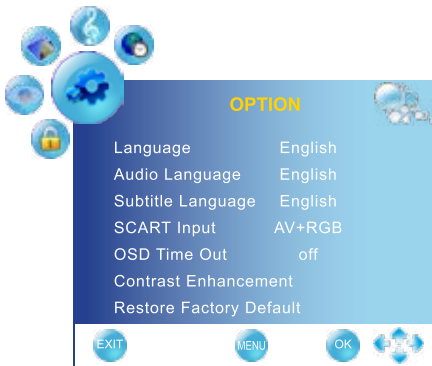 OPTION
Language English
Audio Language English
Subtitle Language English
SCART Input AV+RGB
OSD Time Out off
Contrast Enhancement
Restore Factory Default
EXIT MENU OK